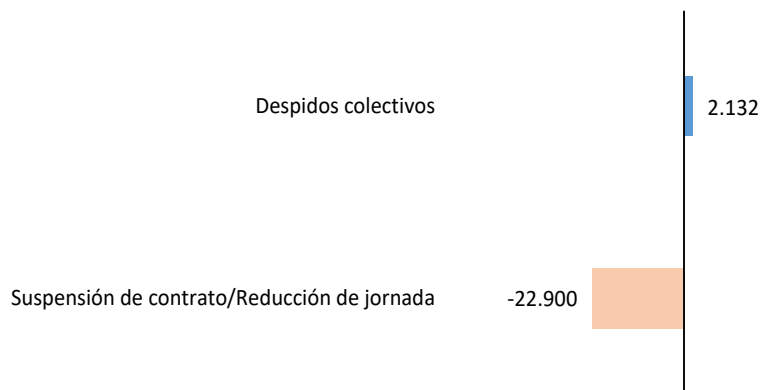 Despidos colectivos
2.132
Suspensión de contrato/Reducción de jornada
-22.900